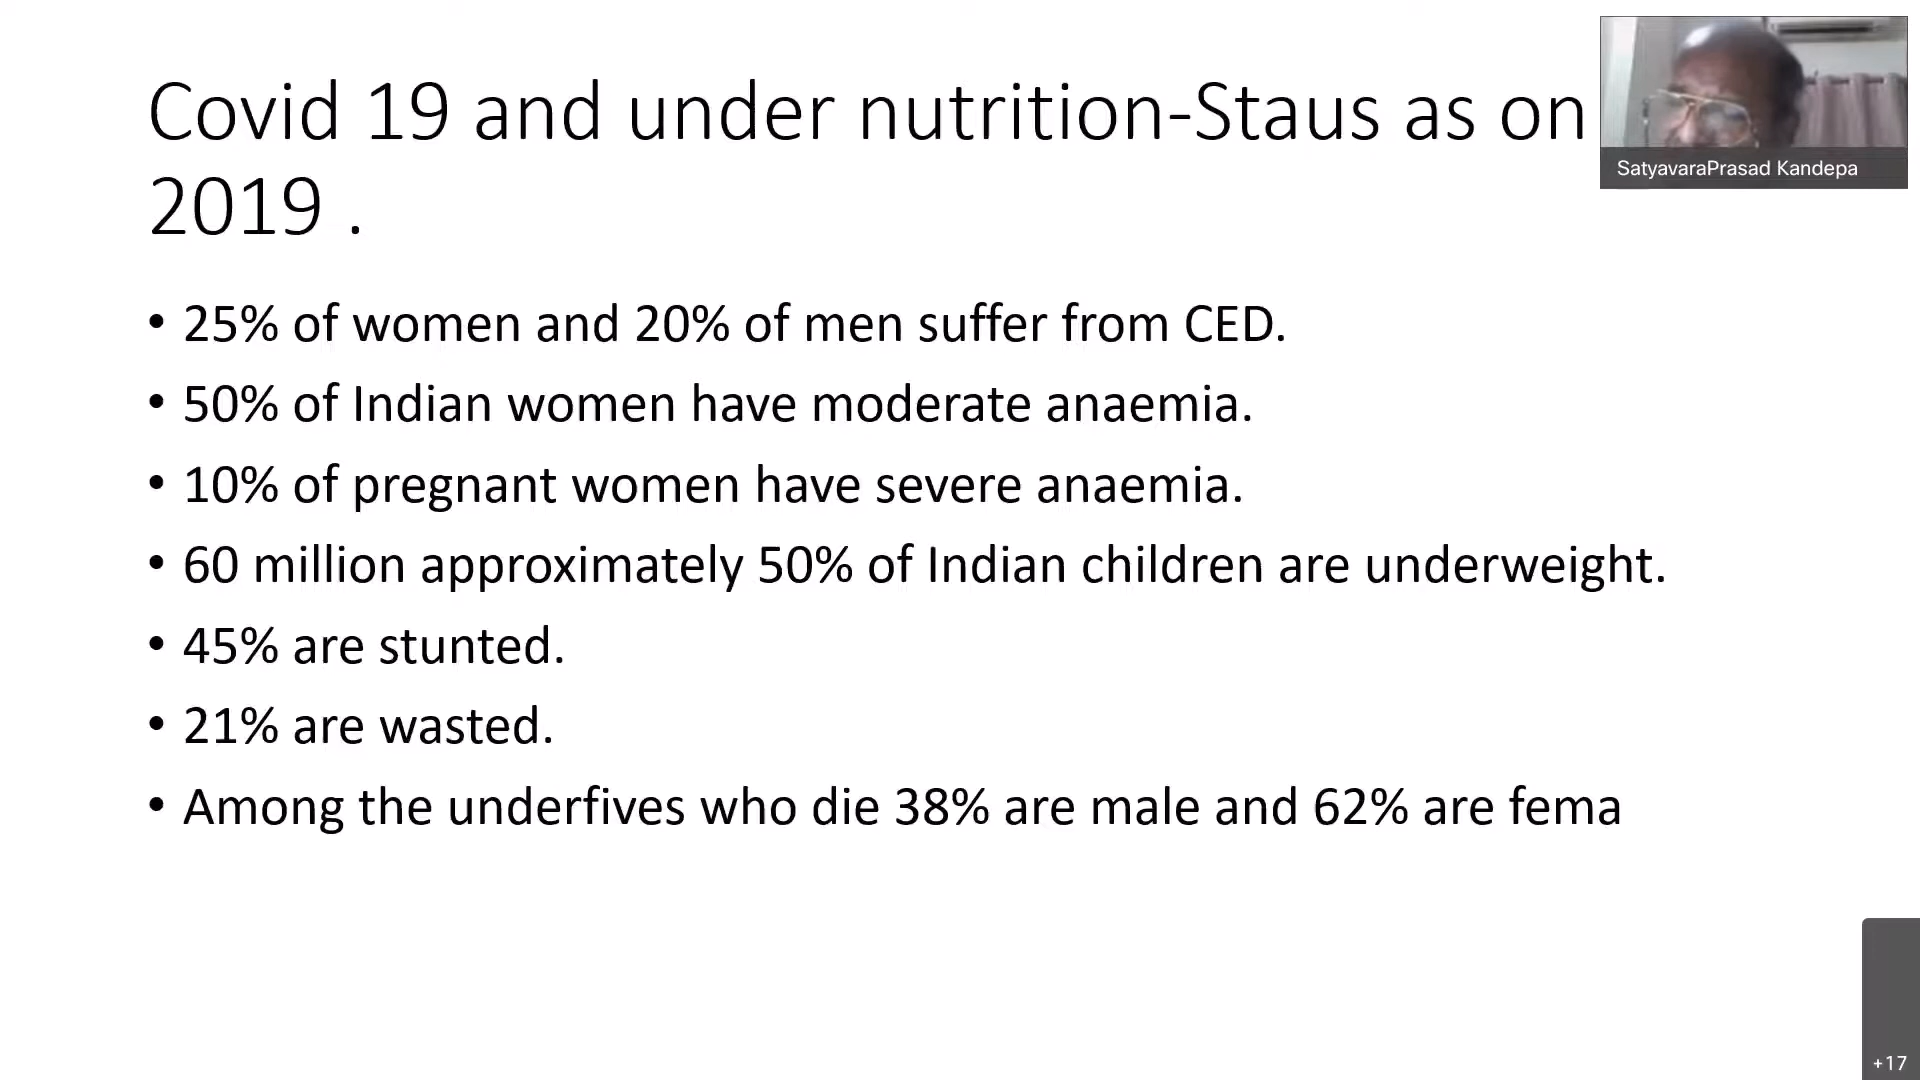 Covid 19 and under nutrition-Staus as on
2019 .
SatyavaraPrasad Kandepa
• 25% of women and 20% of men suffer from CED.
• 50% of Indian women have moderate anaemia.
• 10% of pregnant women have severe anaemia.
• 60 million approximately 50% of Indian children are underweight.
• 45% are stunted.
• 21% are wasted.
• Among the underfives who die 38% are male and 62% are fema
+17